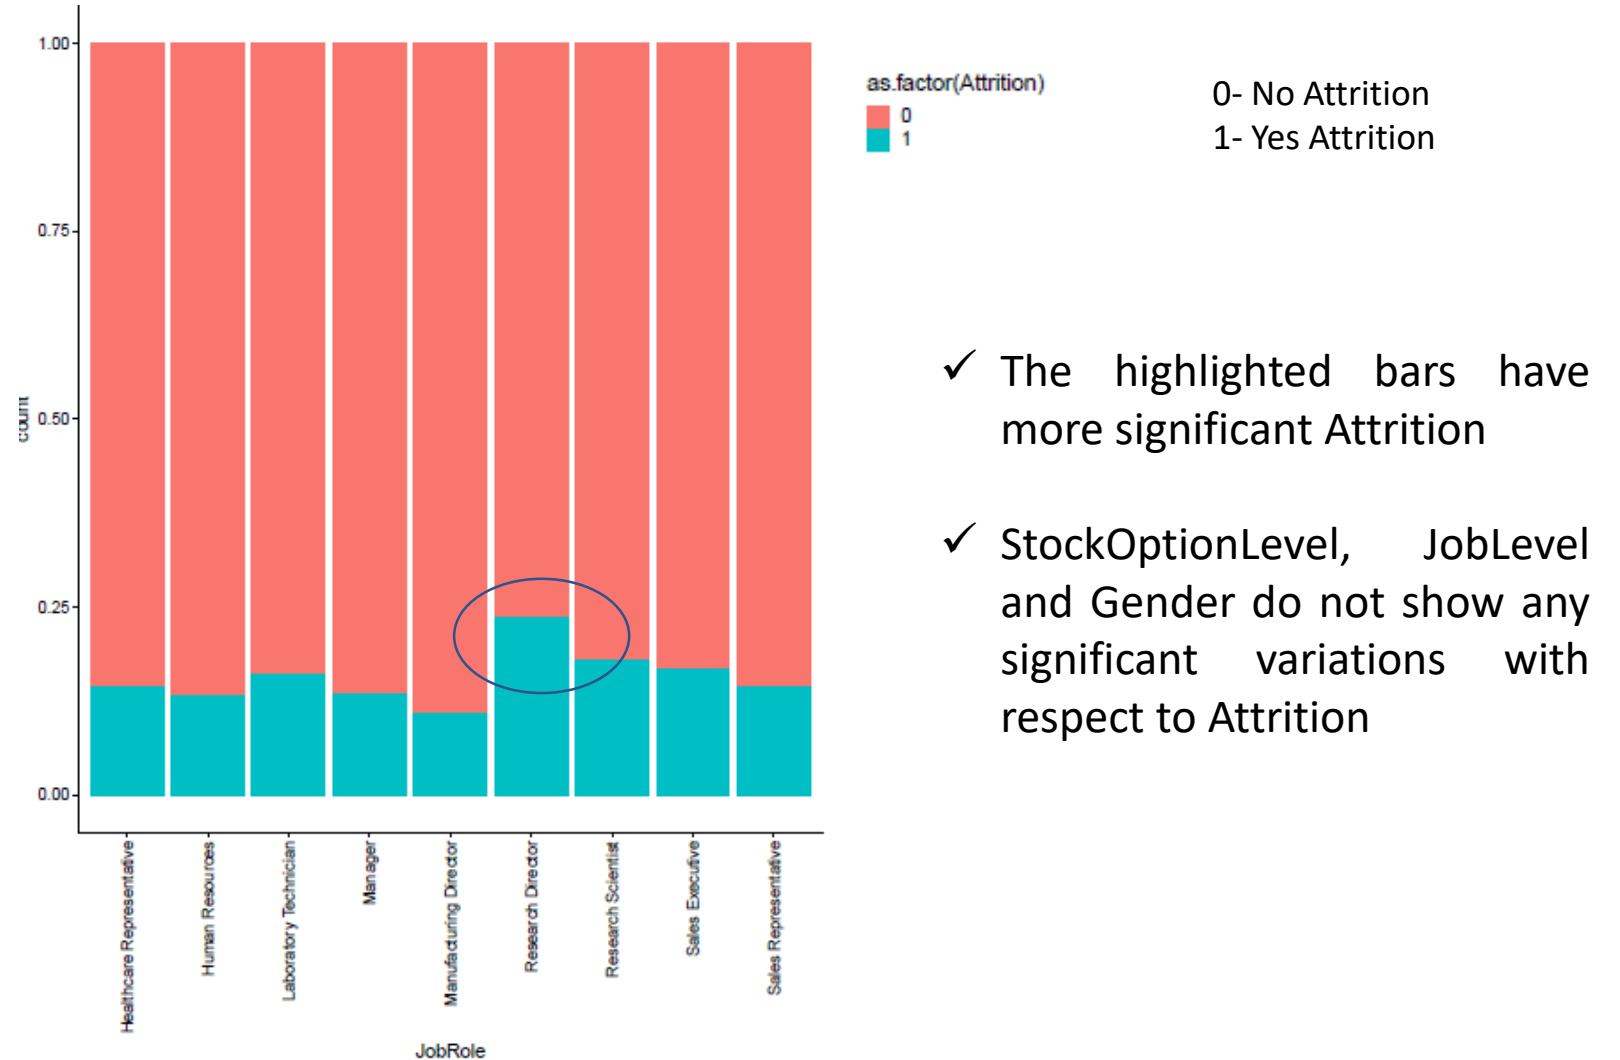 1.00
0.75
0.50
0.25
0.00
count
Healthcare Representative
Human Resources
Laboratory Technician
Manager
Manufacturing Director
Research Director
Research Scientist
Sales Executive
Sales Representative
JobRole
as.factor(Attrition)
0
1
0- No Attrition
1- Yes Attrition
✓ The highlighted bars have
more significant Attrition
✓ StockOptionLevel, JobLevel
and Gender do not show any
significant variations with
respect to Attrition